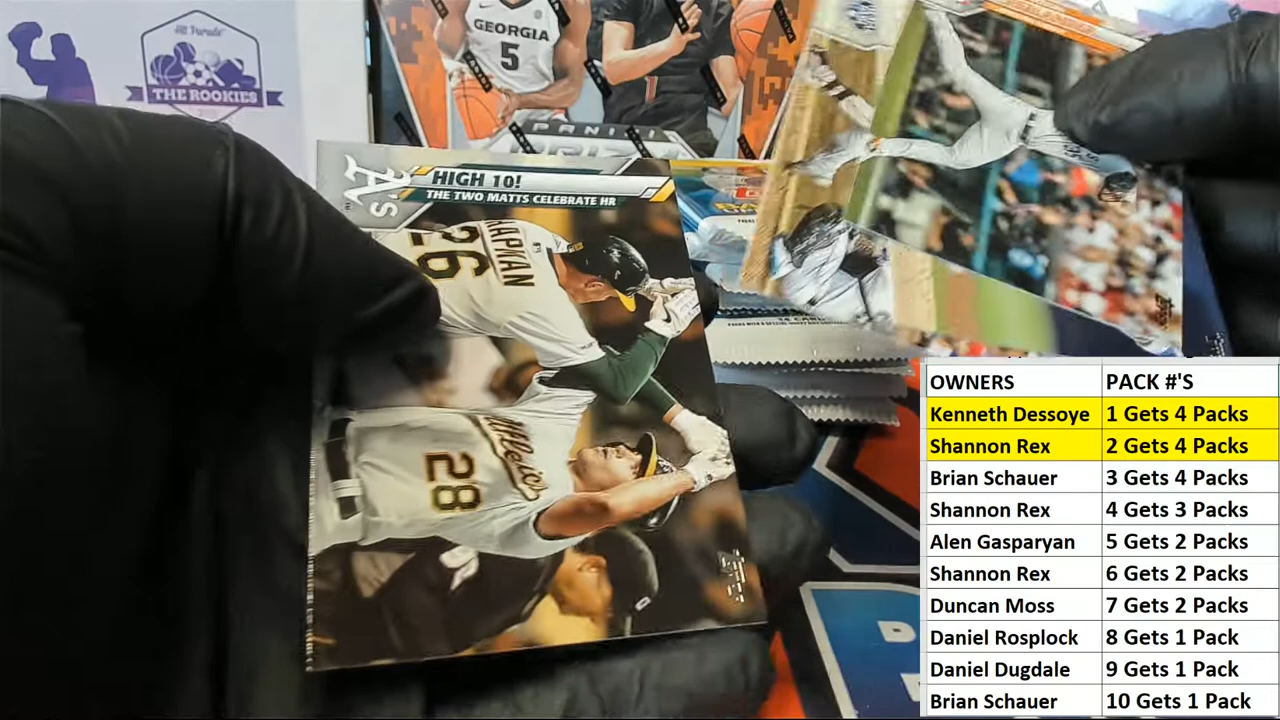 Hit Parade
THE ROOKIES
GEORGIA
5
PANINI
A's
HIGH 10!
THE TWO MATTS CELEBRATE HR
26
28
OWNERS PACK #'S
Kenneth Dessoye 1 Gets 4 Packs
Shannon Rex 2 Gets 4 Packs
Brian Schauer 3 Gets 4 Packs
Shannon Rex 4 Gets 3 Packs
Alen Gasparyan 5 Gets 2 Packs
Shannon Rex 6 Gets 2 Packs
Duncan Moss 7 Gets 2 Packs
Daniel Rosplock 8 Gets 1 Pack
Daniel Dugdale 9 Gets 1 Pack
Brian Schauer 10 Gets 1 Pack